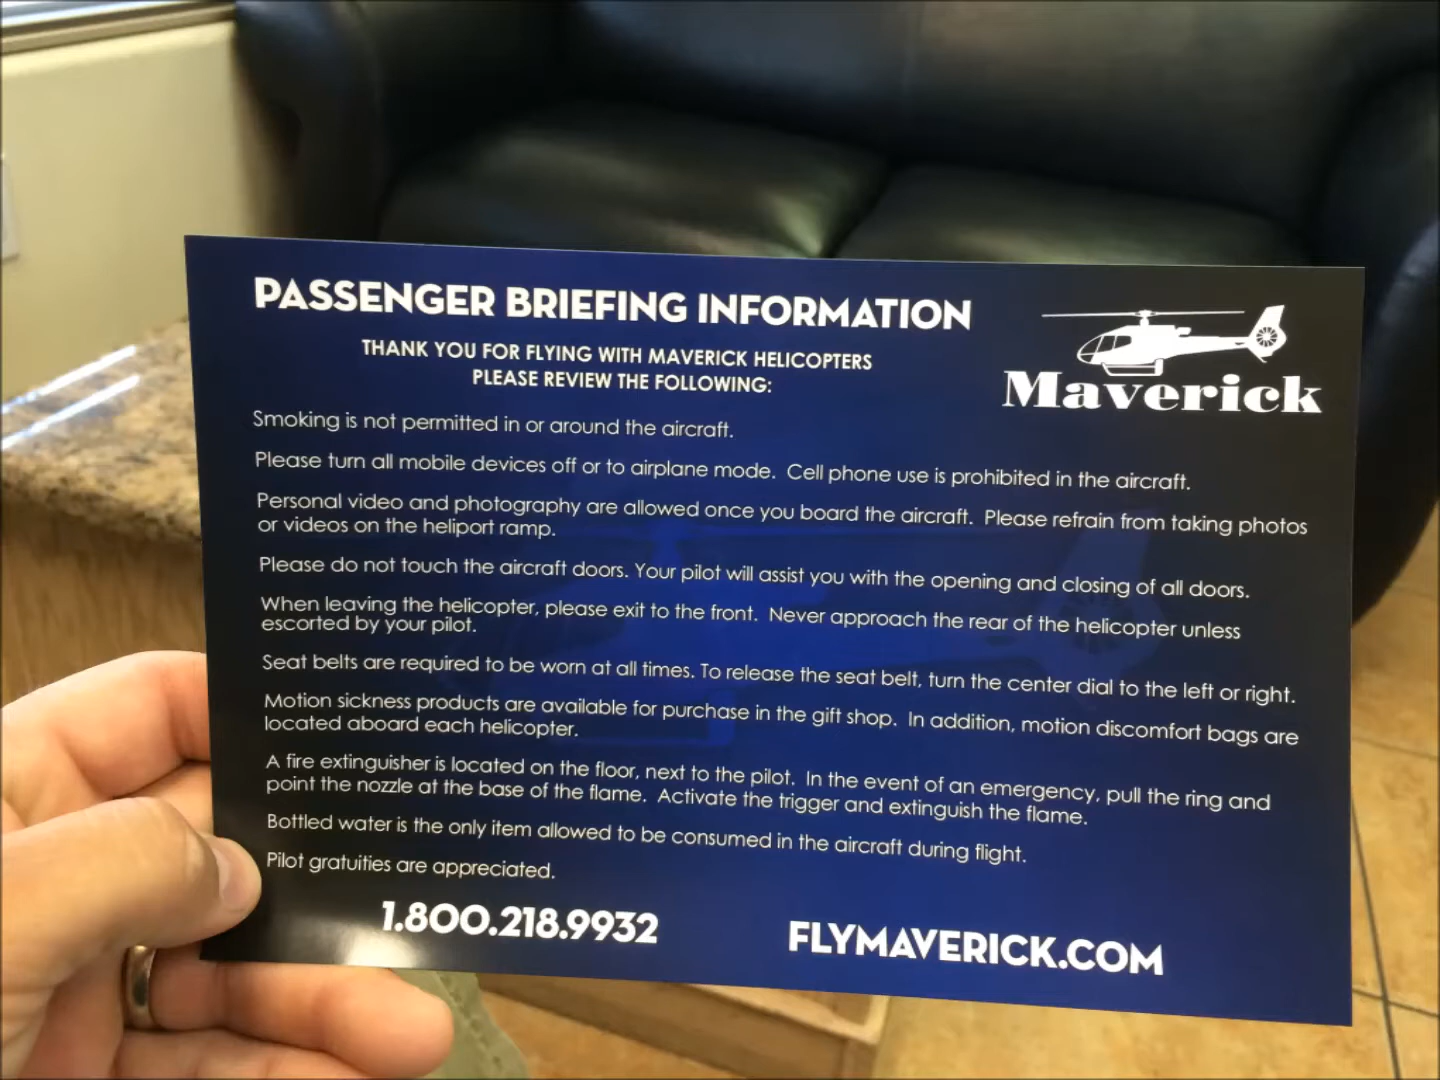 PASSENGER BRIEFING INFORMATION
THANK YOU FOR FLYING WITH MAVERICK HELICOPTERS
PLEASE REVIEW THE FOLLOWING:
Maverick
Smoking is not permitted in or around the aircraft.
Please turn all mobile devices off or to airplane mode. Cell phone use is prohibited in the aircraft.
Personal video and photography are allowed once you board the aircraft. Please refrain from taking photos
or videos on the heliport ramp.
Please do not touch the aircraft doors. Your pilot will assist you with the opening and closing of all doors.
When leaving the helicopter, please exit to the front. Never approach the rear of the helicopter unless
escorted by your pilot.
Seat belts are required to be worn at all times. To release the seat belt, turn the center dial to the left or right.
Motion sickness products are available for purchase in the gift shop. In addition, motion discomfort bags are
located aboard each helicopter.
A fire extinguisher is located on the floor, next to the pilot. In the event of an emergency, pull the ring and
point the nozzle at the base of the flame. Activate the trigger and extinguish the flame.
Bottled water is the only item allowed to be consumed in the aircraft during flight.
Pilot gratuities are appreciated.
1.800.218.9932
FLYMAVERICK.COM